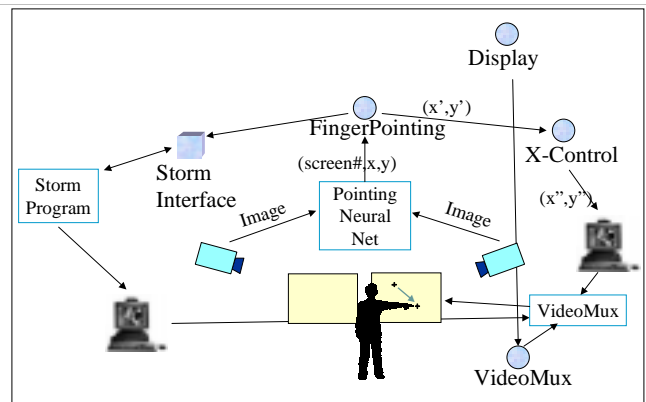 Display
(x’,y’)
FingerPointing
X-Control
(screen#,x,y)
Storm
Interface
Storm
Program
Pointing
Neural
Net
(x”,y”)
Image
Image
VideoMux
VideoMux